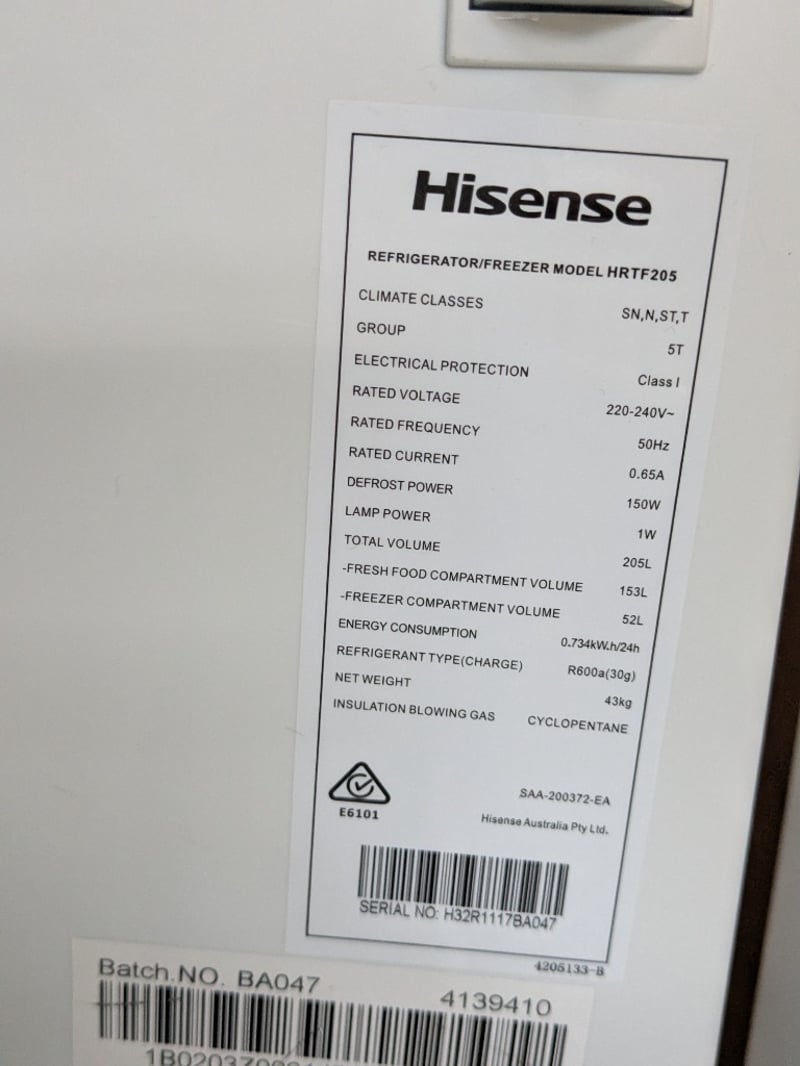 Hisense
REFRIGERATOR/FREEZER MODEL HRTF205
CLIMATE CLASSES SN,N,ST,T
GROUP 5T
ELECTRICAL PROTECTION Class I
RATED VOLTAGE 220-240V~
RATED FREQUENCY 50Hz
RATED CURRENT 0.65A
DEFROST POWER 150W
LAMP POWER 1W
TOTAL VOLUME 205L
-FRESH FOOD COMPARTMENT VOLUME 153L
-FREEZER COMPARTMENT VOLUME 52L
ENERGY CONSUMPTION 0.734kW.h/24h
REFRIGERANT TYPE(CHARGE) R600a(30g)
NET WEIGHT 43kg
INSULATION BLOWING GAS CYCLOPENTANE
SAA-200372-EA
E6101 Hisense Australia Pty Ltd.
SERIAL NO: H32R1117BA047
4205133-B
Batch.NO. BA047 4139410